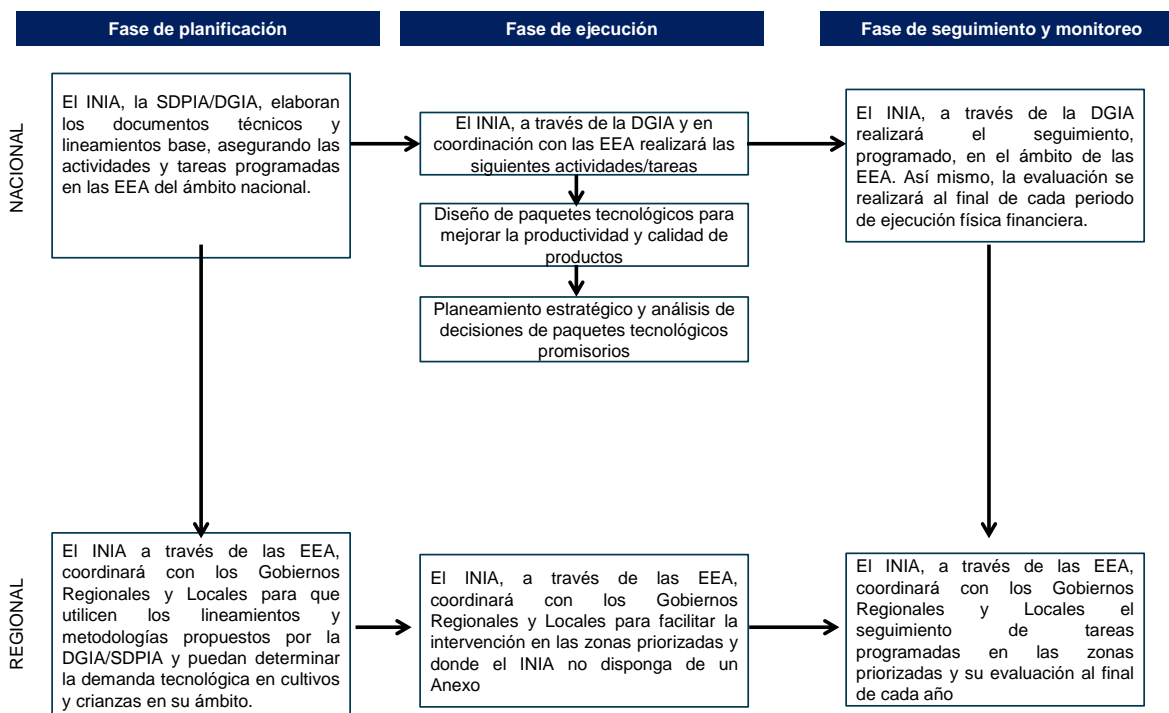 Fase de planificación
Fase de ejecución
Fase de seguimiento y monitoreo
NACIONAL
El INIA, la SDPIA/DGIA, elaboran
los documentos técnicos y
lineamientos base, asegurando las
actividades y tareas programadas
en las EEA del ámbito nacional.
El INIA, a través de la DGIA y en
coordinación con las EEA realizará las
siguientes actividades/tareas
Diseño de paquetes tecnológicos para
mejorar la productividad y calidad de
productos
Planeamiento estratégico y análisis de
decisiones de paquetes tecnológicos
promisorios
El INIA, a través de la DGIA
realizará el seguimiento,
programado, en el ámbito de las
EEA. Así mismo, la evaluación se
realizará al final de cada periodo
de ejecución física financiera.
REGIONAL
El INIA a través de las EEA,
coordinará con los Gobiernos
Regionales y Locales para que
utilicen los lineamientos y
metodologías propuestos por la
DGIA/SDPIA y puedan determinar
la demanda tecnológica en cultivos
y crianzas en su ámbito.
El INIA, a través de las EEA,
coordinará con los Gobiernos
Regionales y Locales para facilitar la
intervención en las zonas priorizadas y
donde el INIA no disponga de un
Anexo
El INIA, a través de las EEA,
coordinará con los Gobiernos
Regionales y Locales el
seguimiento de tareas
programadas en las zonas
priorizadas y su evaluación al final
de cada año